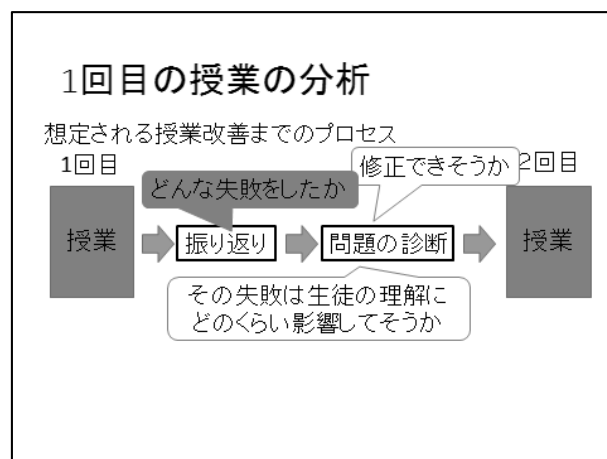 1回目の授業の分析
想定される授業改善までのプロセス
1回目
修正できそうか
2回目
どんな失敗をしたか
授業
振り返り
問題の診断
授業
その失敗は生徒の理解に
どのくらい影響してそうか